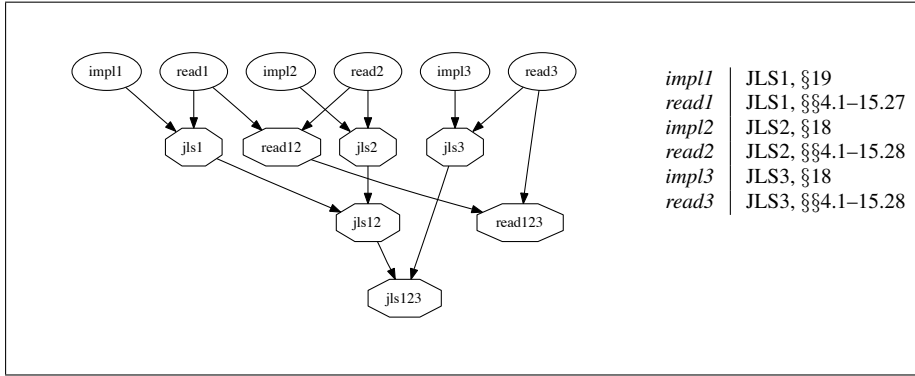 impl1 read1 impl2 read2 impl3 read3
jls1 read12 jls2 jls3
jls12 read123
jls123
impl1 JLS1, §19
read1 JLS1, §§4.1–15.27
impl2 JLS2, §18
read2 JLS2, §§4.1–15.28
impl3 JLS3, §18
read3 JLS3, §§4.1–15.28